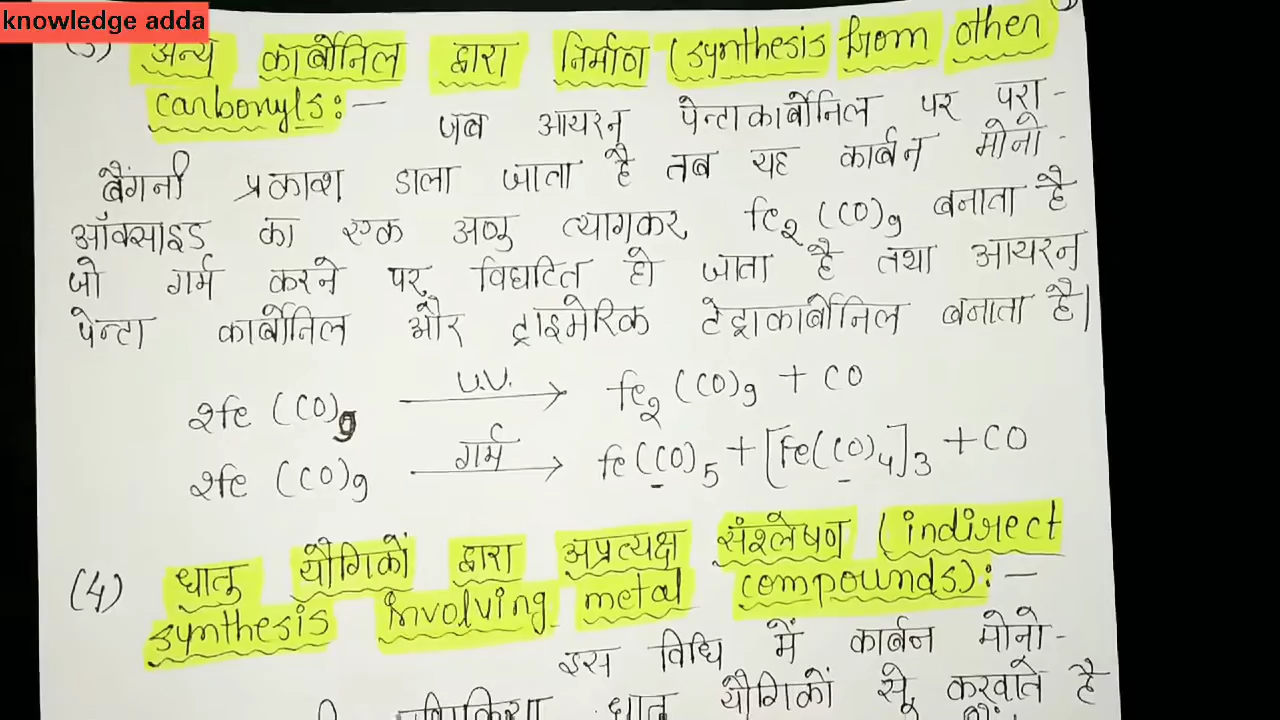 knowledge adda
अन्य कार्बोनिल द्वारा निर्माण (synthesis from other
carbonyls:-
जब आयरन पेन्टाकार्बोनिल पर परा-
बैंगनी प्रकाश डाला जाता है तब यह कार्बन मोनो-
ऑक्साइड का एक अणु त्यागकर Fe2(CO)9 बनाता है
जो गर्म करने पर विघटित हो जाता है तथा आयरन
पेन्टा कार्बोनिल और ट्राइमेरिक टेट्राकार्बोनिल बनाता है।
2Fe (CO)9 U.V. → Fe2 (CO)9 + CO
2Fe (CO)9 गर्म → Fe(CO)5 + [Fe(CO)4]3 + CO
(4) धातु यौगिकों द्वारा अप्रत्यक्ष संश्लेषण (indirect
synthesis involving metal compounds):-
इस विधि में कार्बन मोनो-
धातु यौगिकों से करवाते है